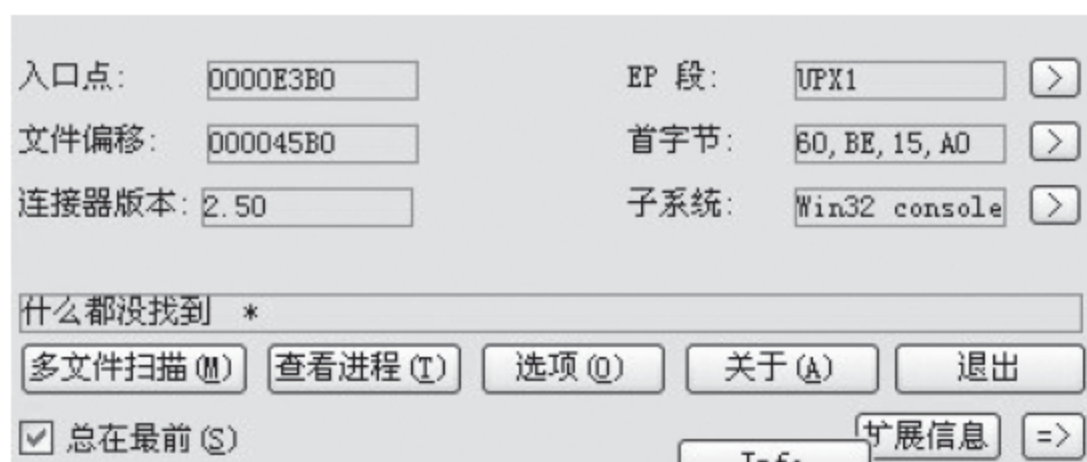 入口点: 0000E3B0 EP 段: UPX1 >
文件偏移: 000045B0 首字节: 60,BE,15,A0 >
连接器版本: 2.50 子系统: Win32 console >
什么都没找到 *
多文件扫描(M) 查看进程(T) 选项(O) 关于(A) 退出
总在最前(S) 扩展信息 =>